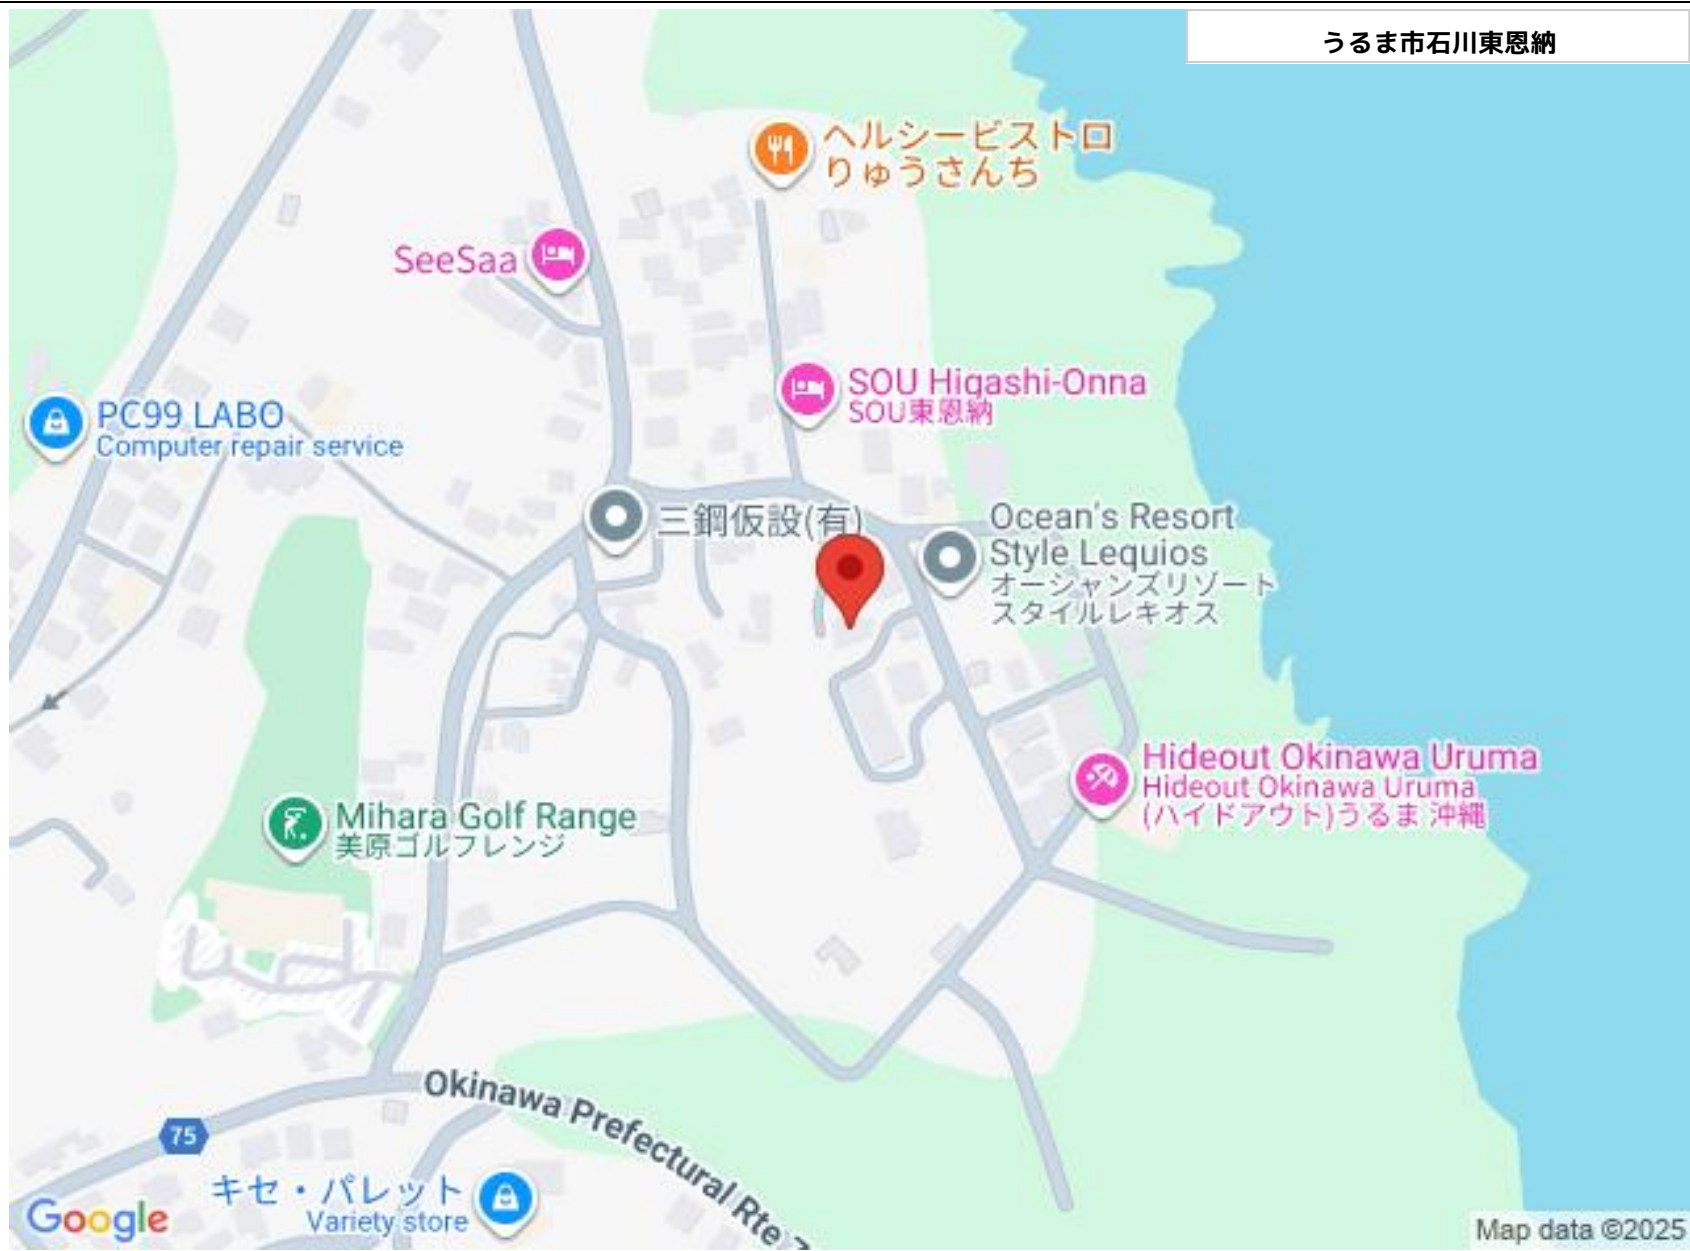 うるま市石川東恩納
ヘルシービストロ
りゅうさんち
SeeSaa
SOU Higashi-Onna
SOU東恩納
PC99 LABO
Computer repair service
三鋼仮設(有)
Ocean's Resort
Style Lequios
オーシャンズリゾート
スタイルレキオス
Hideout Okinawa Uruma
Hideout Okinawa Uruma
(ハイドアウト)うるま 沖縄
Mihara Golf Range
美原ゴルフレンジ
Okinawa Prefectural Rte 7
75
キセ・パレット
Variety store
Google
Map data ©2025